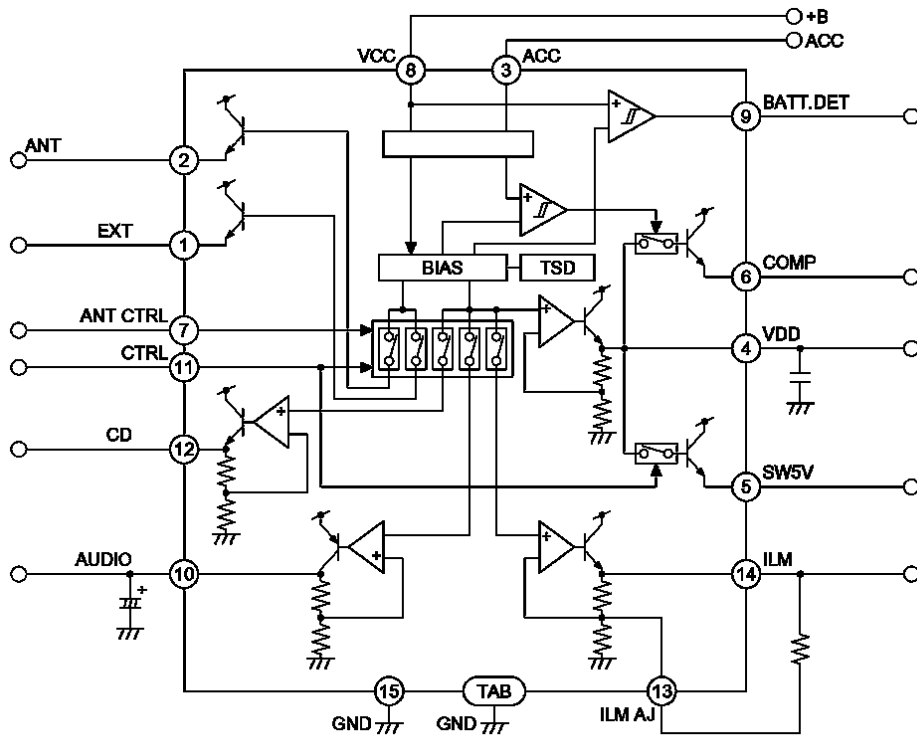 +B
ACC
VCC
8
3
ACC
9
BATT.DET
+
ANT
2
+
EXT
1
BIAS
TSD
6
COMP
ANT CTRL
7
+
4
VDD
CTRL
11
+
CD
12
5
SW5V
AUDIO
10
+
+
+
14
ILM
15
TAB
13
GND
GND
ILM AJ